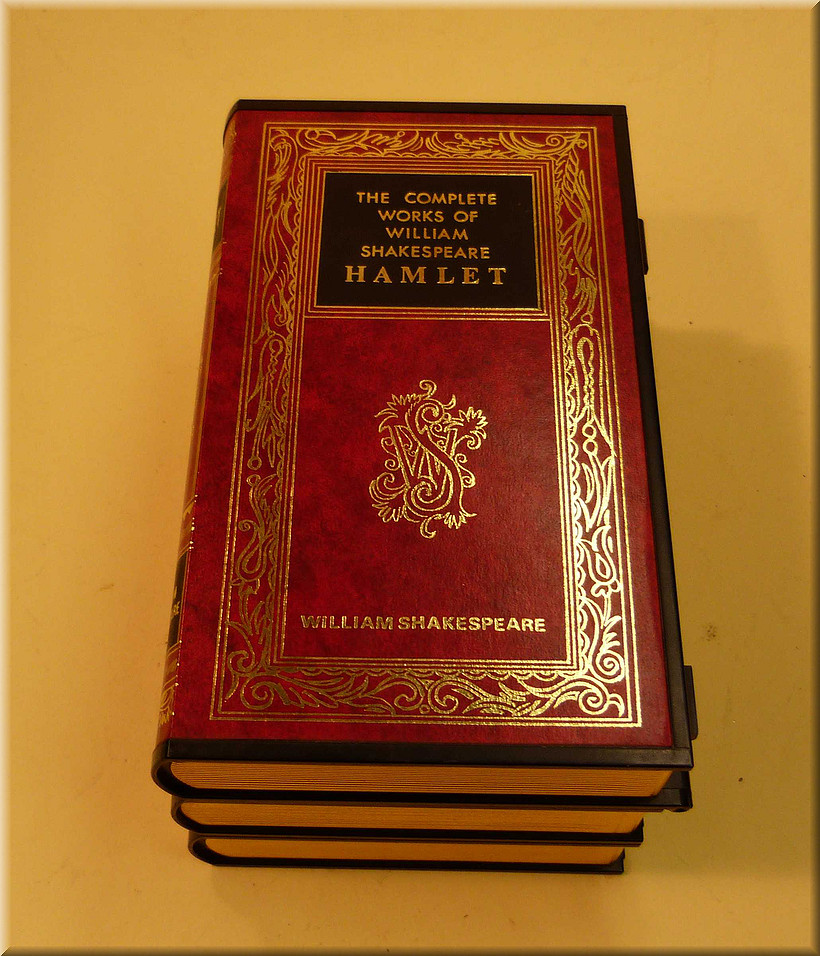 THE COMPLETE
WORKS OF
WILLIAM
SHAKESPEARE
HAMLET
WILLIAM SHAKESPEARE